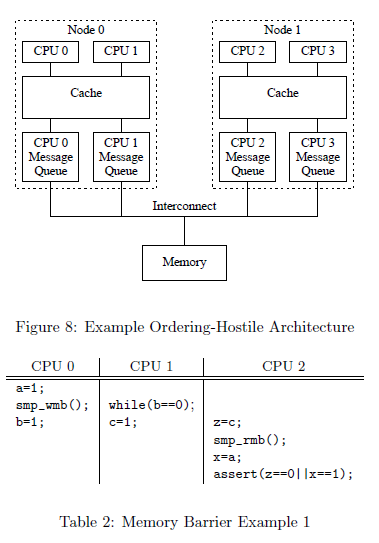 Node 0 Node 1
CPU 0 CPU 1 CPU 2 CPU 3
Cache Cache
CPU 0 CPU 1 CPU 2 CPU 3
Message Message Message Message
Queue Queue Queue Queue
Interconnect
Memory
Figure 8: Example Ordering-Hostile Architecture
CPU 0 CPU 1 CPU 2
a=1;
smp_wmb(); while(b==0);
b=1; c=1; z=c;
smp_rmb();
x=a;
assert(z==0||x==1);
Table 2: Memory Barrier Example 1